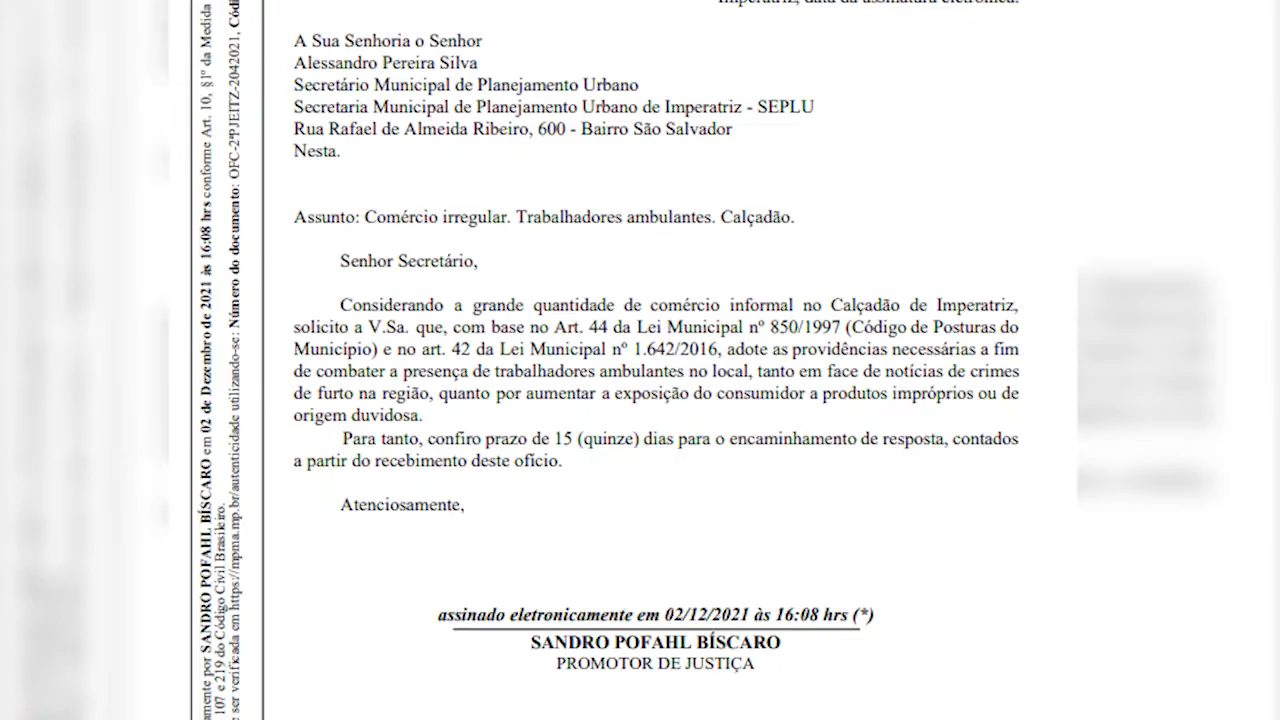 Imperatriz, data da assinatura eletrônica.
A Sua Senhoria o Senhor
Alessandro Pereira Silva
Secretário Municipal de Planejamento Urbano
Secretaria Municipal de Planejamento Urbano de Imperatriz - SEPLU
Rua Rafael de Almeida Ribeiro, 600 - Bairro São Salvador
Nesta.
Assunto: Comércio irregular. Trabalhadores ambulantes. Calçadão.
Senhor Secretário,
Considerando a grande quantidade de comércio informal no Calçadão de Imperatriz,
solicito a V.Sa. que, com base no Art. 44 da Lei Municipal nº 850/1997 (Código de Posturas do
Município) e no art. 42 da Lei Municipal nº 1.642/2016, adote as providências necessárias a fim
de combater a presença de trabalhadores ambulantes no local, tanto em face de notícias de crimes
de furto na região, quanto por aumentar a exposição do consumidor a produtos impróprios ou de
origem duvidosa.
Para tanto, confiro prazo de 15 (quinze) dias para o encaminhamento de resposta, contados
a partir do recebimento deste ofício.
Atenciosamente,
assinado eletronicamente em 02/12/2021 às 16:08 hrs (*)
SANDRO POFAHL BÍSCARO
PROMOTOR DE JUSTIÇA
amente por SANDRO POFAHL BÍSCARO em 02 de Dezembro de 2021 às 16:08 hrs conforme Art. 10, §1º da Medida
107 e 219 do Código Civil Brasileiro.
e ser verificada em https://mpma.mp.br/autenticidade utilizando-se: Número do documento: OFC-2ªPJEITZ-2042021, Códi